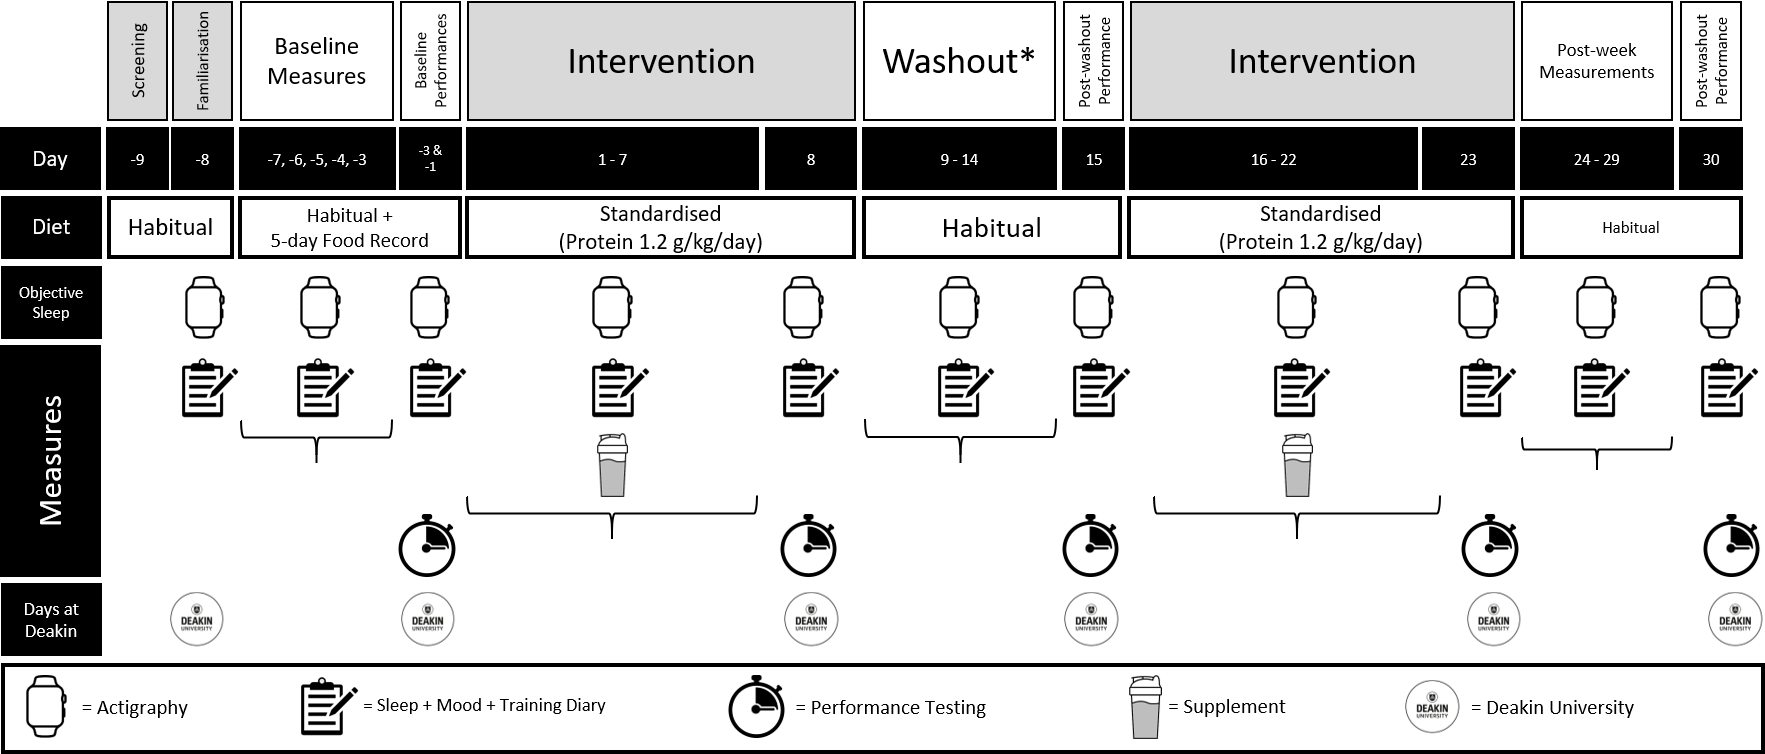 Screening
Familiarisation
Baseline
Measures
Baseline
Performances
Intervention
Washout*
Post-washout
Performance
Intervention
Post-week
Measurements
Post-washout
Performance
Day
-9
-8
-7, -6, -5, -4, -3
-3 &
-1
1 - 7
8
9 - 14
15
16 - 22
23
24 - 29
30
Diet
Habitual
Habitual +
5-day Food Record
Standardised
(Protein 1.2 g/kg/day)
Habitual
Standardised
(Protein 1.2 g/kg/day)
Habitual
Objective
Sleep
Measures
Days at
Deakin
DEAKIN
UNIVERSITY
DEAKIN
UNIVERSITY
DEAKIN
UNIVERSITY
DEAKIN
UNIVERSITY
DEAKIN
UNIVERSITY
DEAKIN
UNIVERSITY
= Actigraphy
= Sleep + Mood + Training Diary
= Performance Testing
= Supplement
DEAKIN
UNIVERSITY
= Deakin University